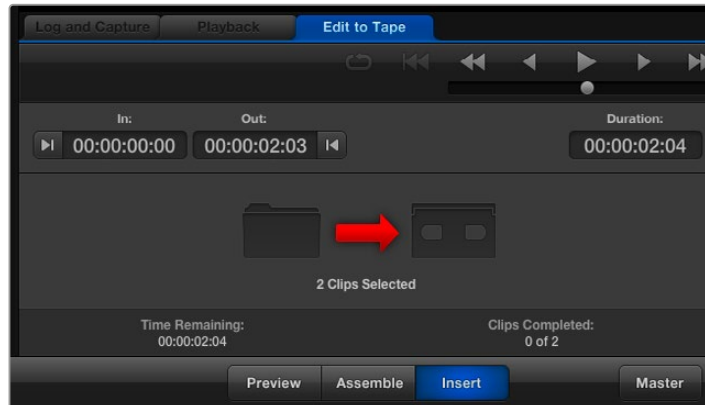 Log and Capture Playback Edit to Tape
In: Out: Duration:
00:00:00:00 00:00:02:03 00:00:02:04
2 Clips Selected
Time Remaining: Clips Completed:
00:00:02:04 0 of 2
Preview Assemble Insert Master